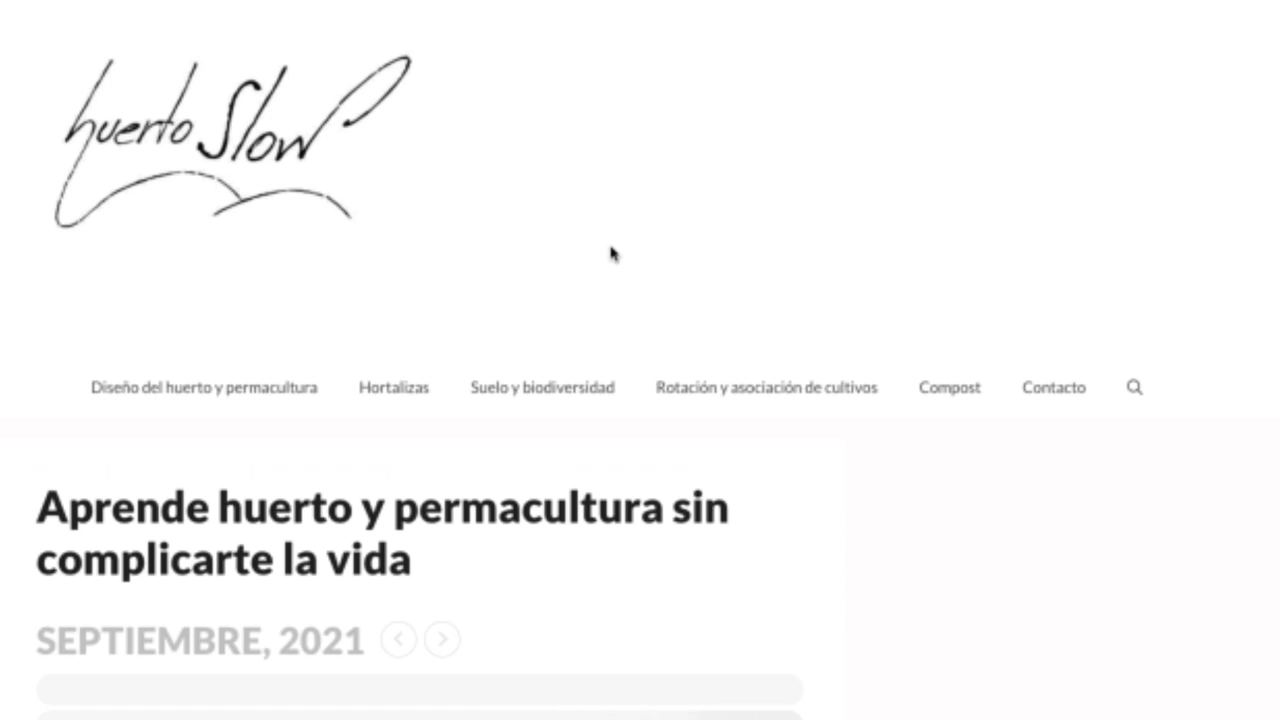 huerto Slow
Diseño del huerto y permacultura Hortalizas Suelo y biodiversidad Rotación y asociación de cultivos Compost Contacto
Aprende huerto y permacultura sin
complicarte la vida
SEPTIEMBRE, 2021